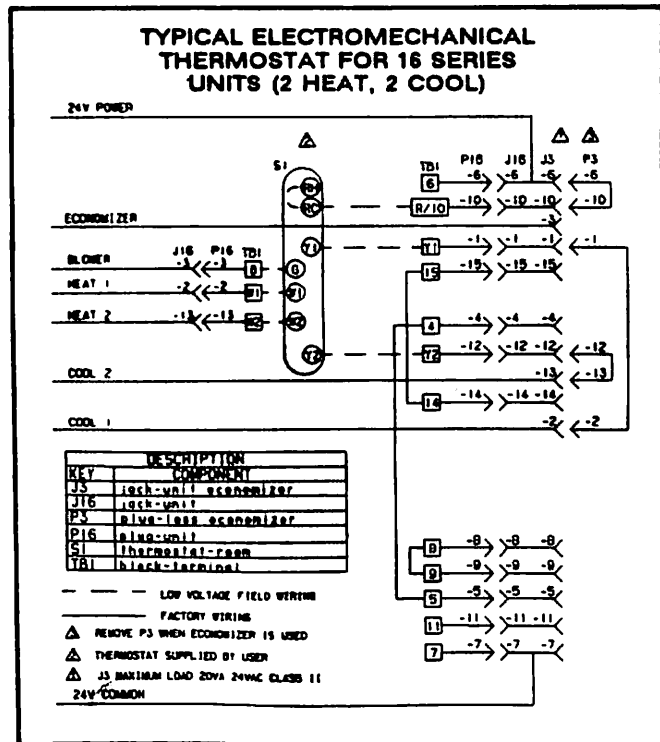 TYPICAL ELECTROMECHANICAL
THERMOSTAT FOR 16 SERIES
UNITS (2 HEAT, 2 COOL)
24V POWER
S1
TB1 P16 J16 J3 P3
6 -6 -6 -6 -6
RC R/10 -10 -10 -10 -10
ECONOMIZER -3
Y1 Y1 -1 -1 -1 -1
BLOWER J16 P16 TB1
-3 -3 G
15 -15 -15 -15
HEAT 1 -2 -2 W1 W1
HEAT 2 -13 -13 W2 W2
4 -4 -4 -4
Y2 Y2 -12 -12 -12 -12
COOL 2 -13 -13
14 -14 -14 -14
COOL 1 -2 -2
DESCRIPTION
KEY COMPONENT
J3 jack-unit economizer
J16 jack-unit
P3 plug-less economizer
P16 plug-unit
S1 thermostat-room
TB1 block-terminal
8 -8 -8 -8
9 -9 -9 -9
5 -5 -5 -5
11 -11 -11 -11
7 -7 -7 -7
LOW VOLTAGE FIELD WIRING
FACTORY WIRING
REMOVE P3 WHEN ECONOMIZER IS USED
THERMOSTAT SUPPLIED BY USER
J3 MAXIMUM LOAD 20VA 24VAC CLASS II
24V COMMON